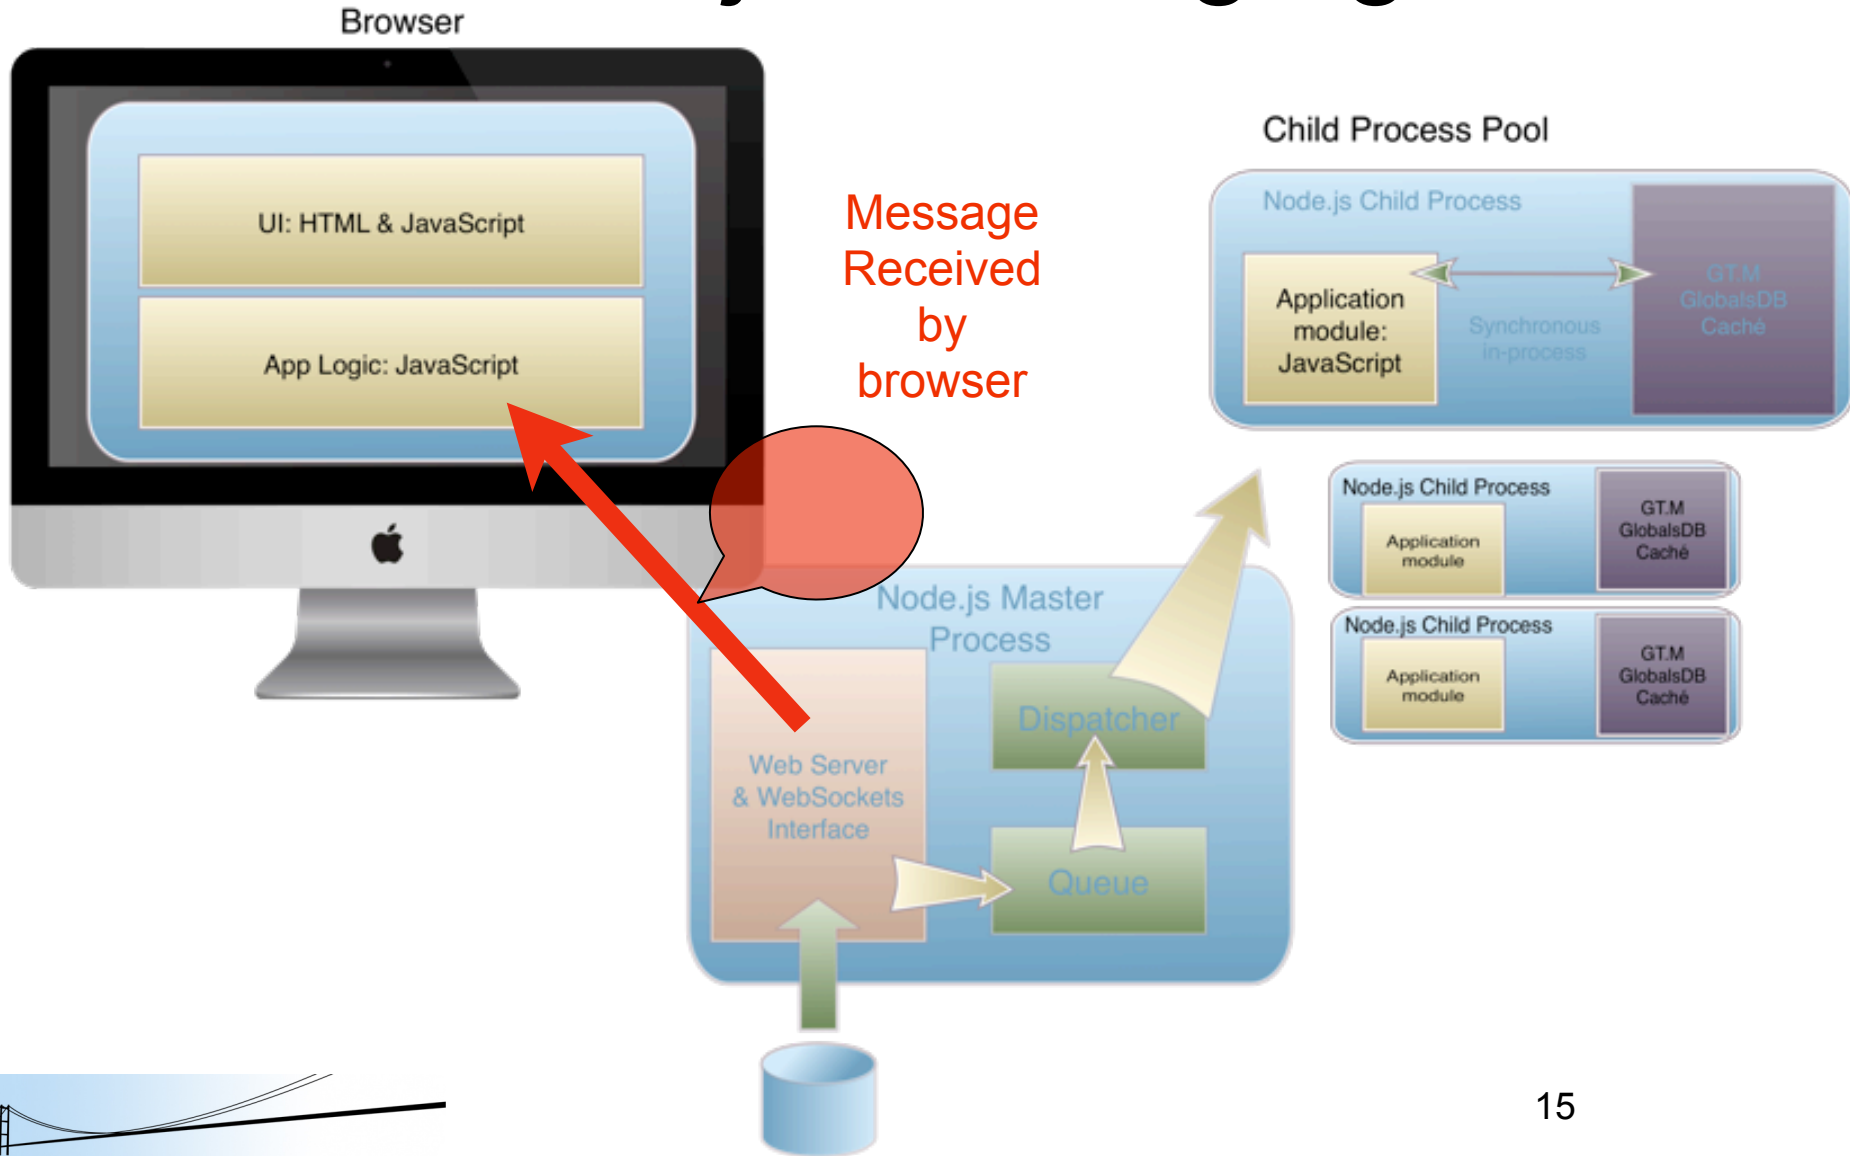 Browser
UI: HTML & JavaScript
App Logic: JavaScript
Message
Received
by
browser
Child Process Pool
Node.js Child Process
Application
module:
JavaScript
Synchronous
in-process
GT.M
GlobalsDB
Caché
Node.js Child Process
Application
module
GT.M
GlobalsDB
Caché
Node.js Child Process
Application
module
GT.M
GlobalsDB
Caché
Node.js Master
Process
Web Server
& WebSockets
Interface
Dispatcher
Queue
15